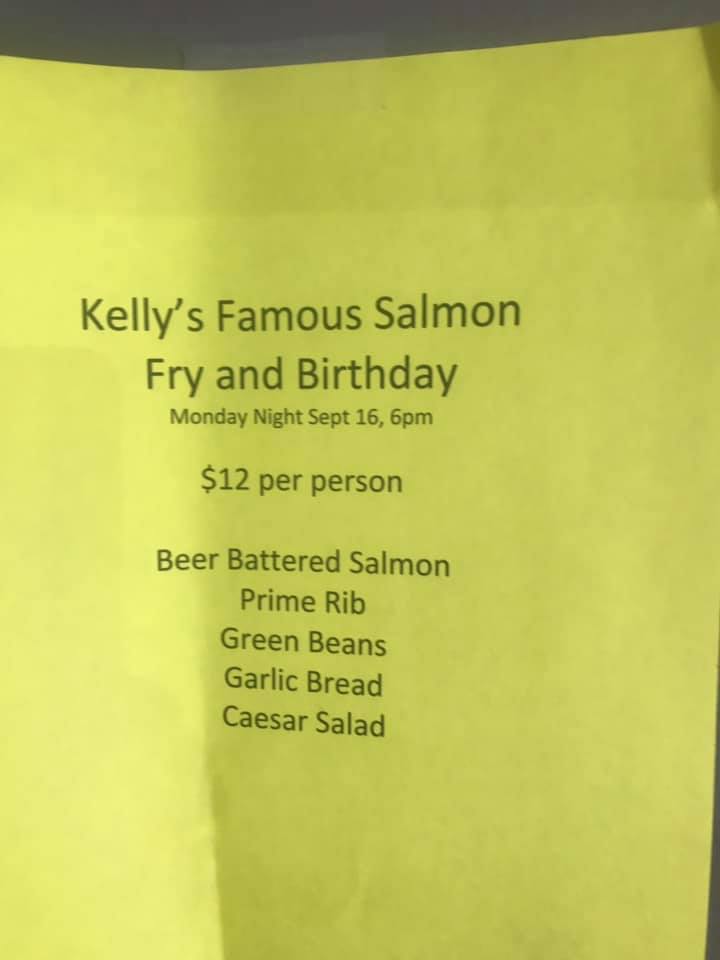 Kelly's Famous Salmon
Fry and Birthday
Monday Night Sept 16, 6pm
$12 per person
Beer Battered Salmon
Prime Rib
Green Beans
Garlic Bread
Caesar Salad